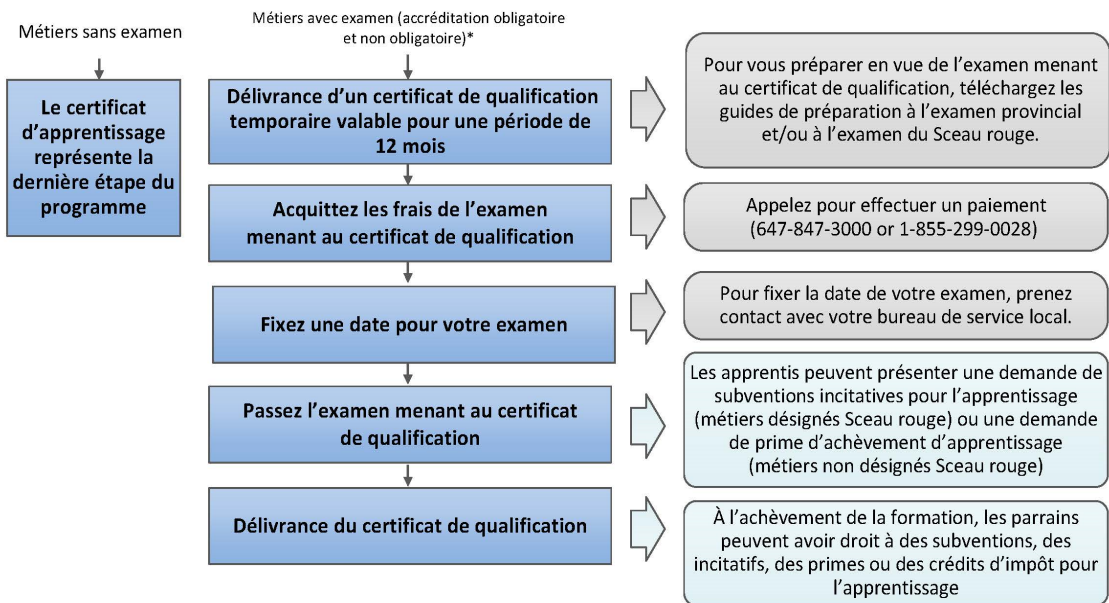 Métiers sans examen
Le certificat
d’apprentissage
représente la
dernière étape du
programme
Métiers avec examen (accréditation obligatoire
et non obligatoire)*
Délivrance d’un certificat de qualification
temporaire valable pour une période de
12 mois
Pour vous préparer en vue de l’examen menant
au certificat de qualification, téléchargez les
guides de préparation à l’examen provincial
et/ou à l’examen du Sceau rouge.
Acquittez les frais de l’examen
menant au certificat de qualification
Appelez pour effectuer un paiement
(647-847-3000 or 1-855-299-0028)
Fixez une date pour votre examen
Pour fixer la date de votre examen, prenez
contact avec votre bureau de service local.
Passez l’examen menant au certificat
de qualification
Les apprentis peuvent présenter une demande de
subventions incitatives pour l’apprentissage
(métiers désignés Sceau rouge) ou une demande
de prime d’achèvement d’apprentissage
(métiers non désignés Sceau rouge)
Délivrance du certificat de qualification
À l’achèvement de la formation, les parrains
peuvent avoir droit à des subventions, des
incitatifs, des primes ou des crédits d’impôt pour
l’apprentissage